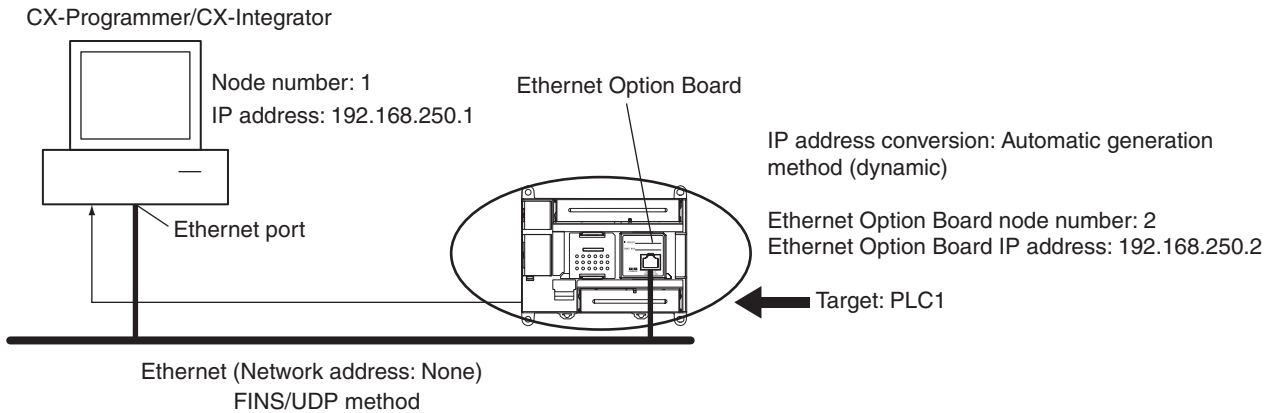 CX-Programmer/CX-Integrator
Node number: 1
IP address: 192.168.250.1
Ethernet Option Board
IP address conversion: Automatic generation
method (dynamic)
Ethernet port
Ethernet Option Board node number: 2
Ethernet Option Board IP address: 192.168.250.2
Target: PLC1
Ethernet (Network address: None)
FINS/UDP method